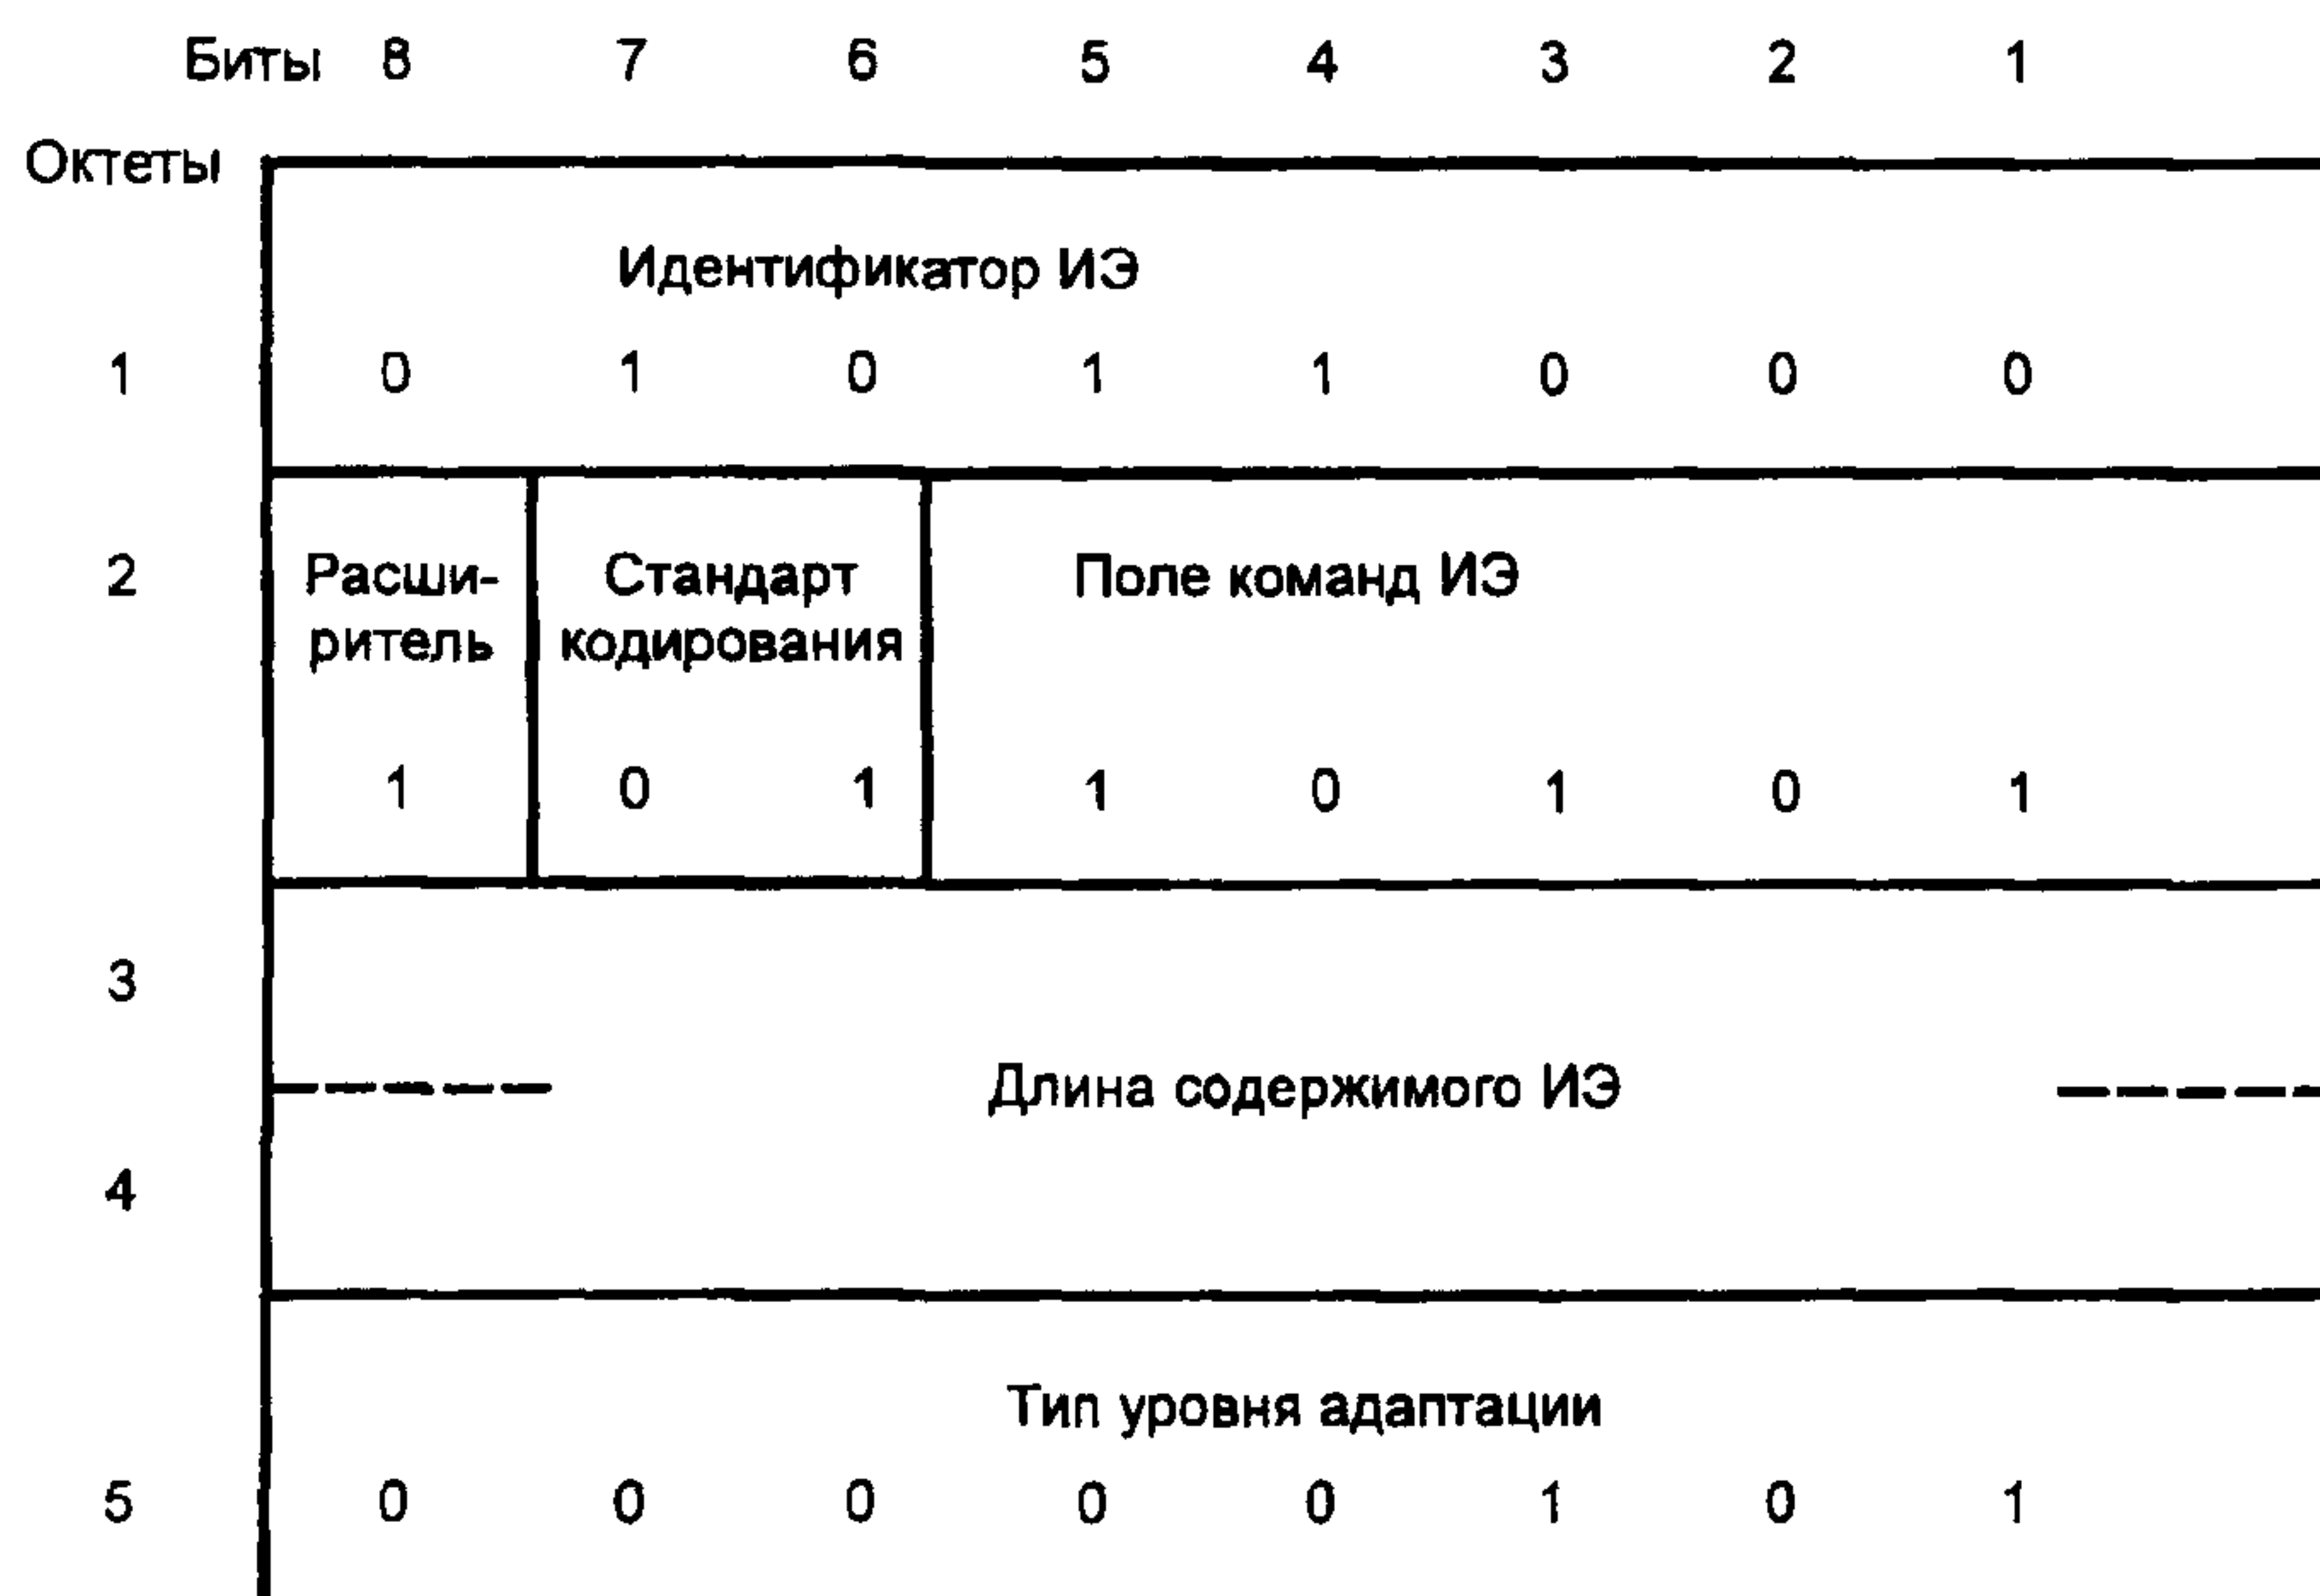 Биты 8 7 6 5 4 3 2 1
Октеты
Идентификатор ИЭ
1 0 1 0 1 1 0 0 0
2 Расши- Стандарт Поле команд ИЭ
ритель кодирования
1 0 1 1 0 1 0 1
3
Длина содержимого ИЭ
4
Тип уровня адаптации
5 0 0 0 0 0 1 0 1